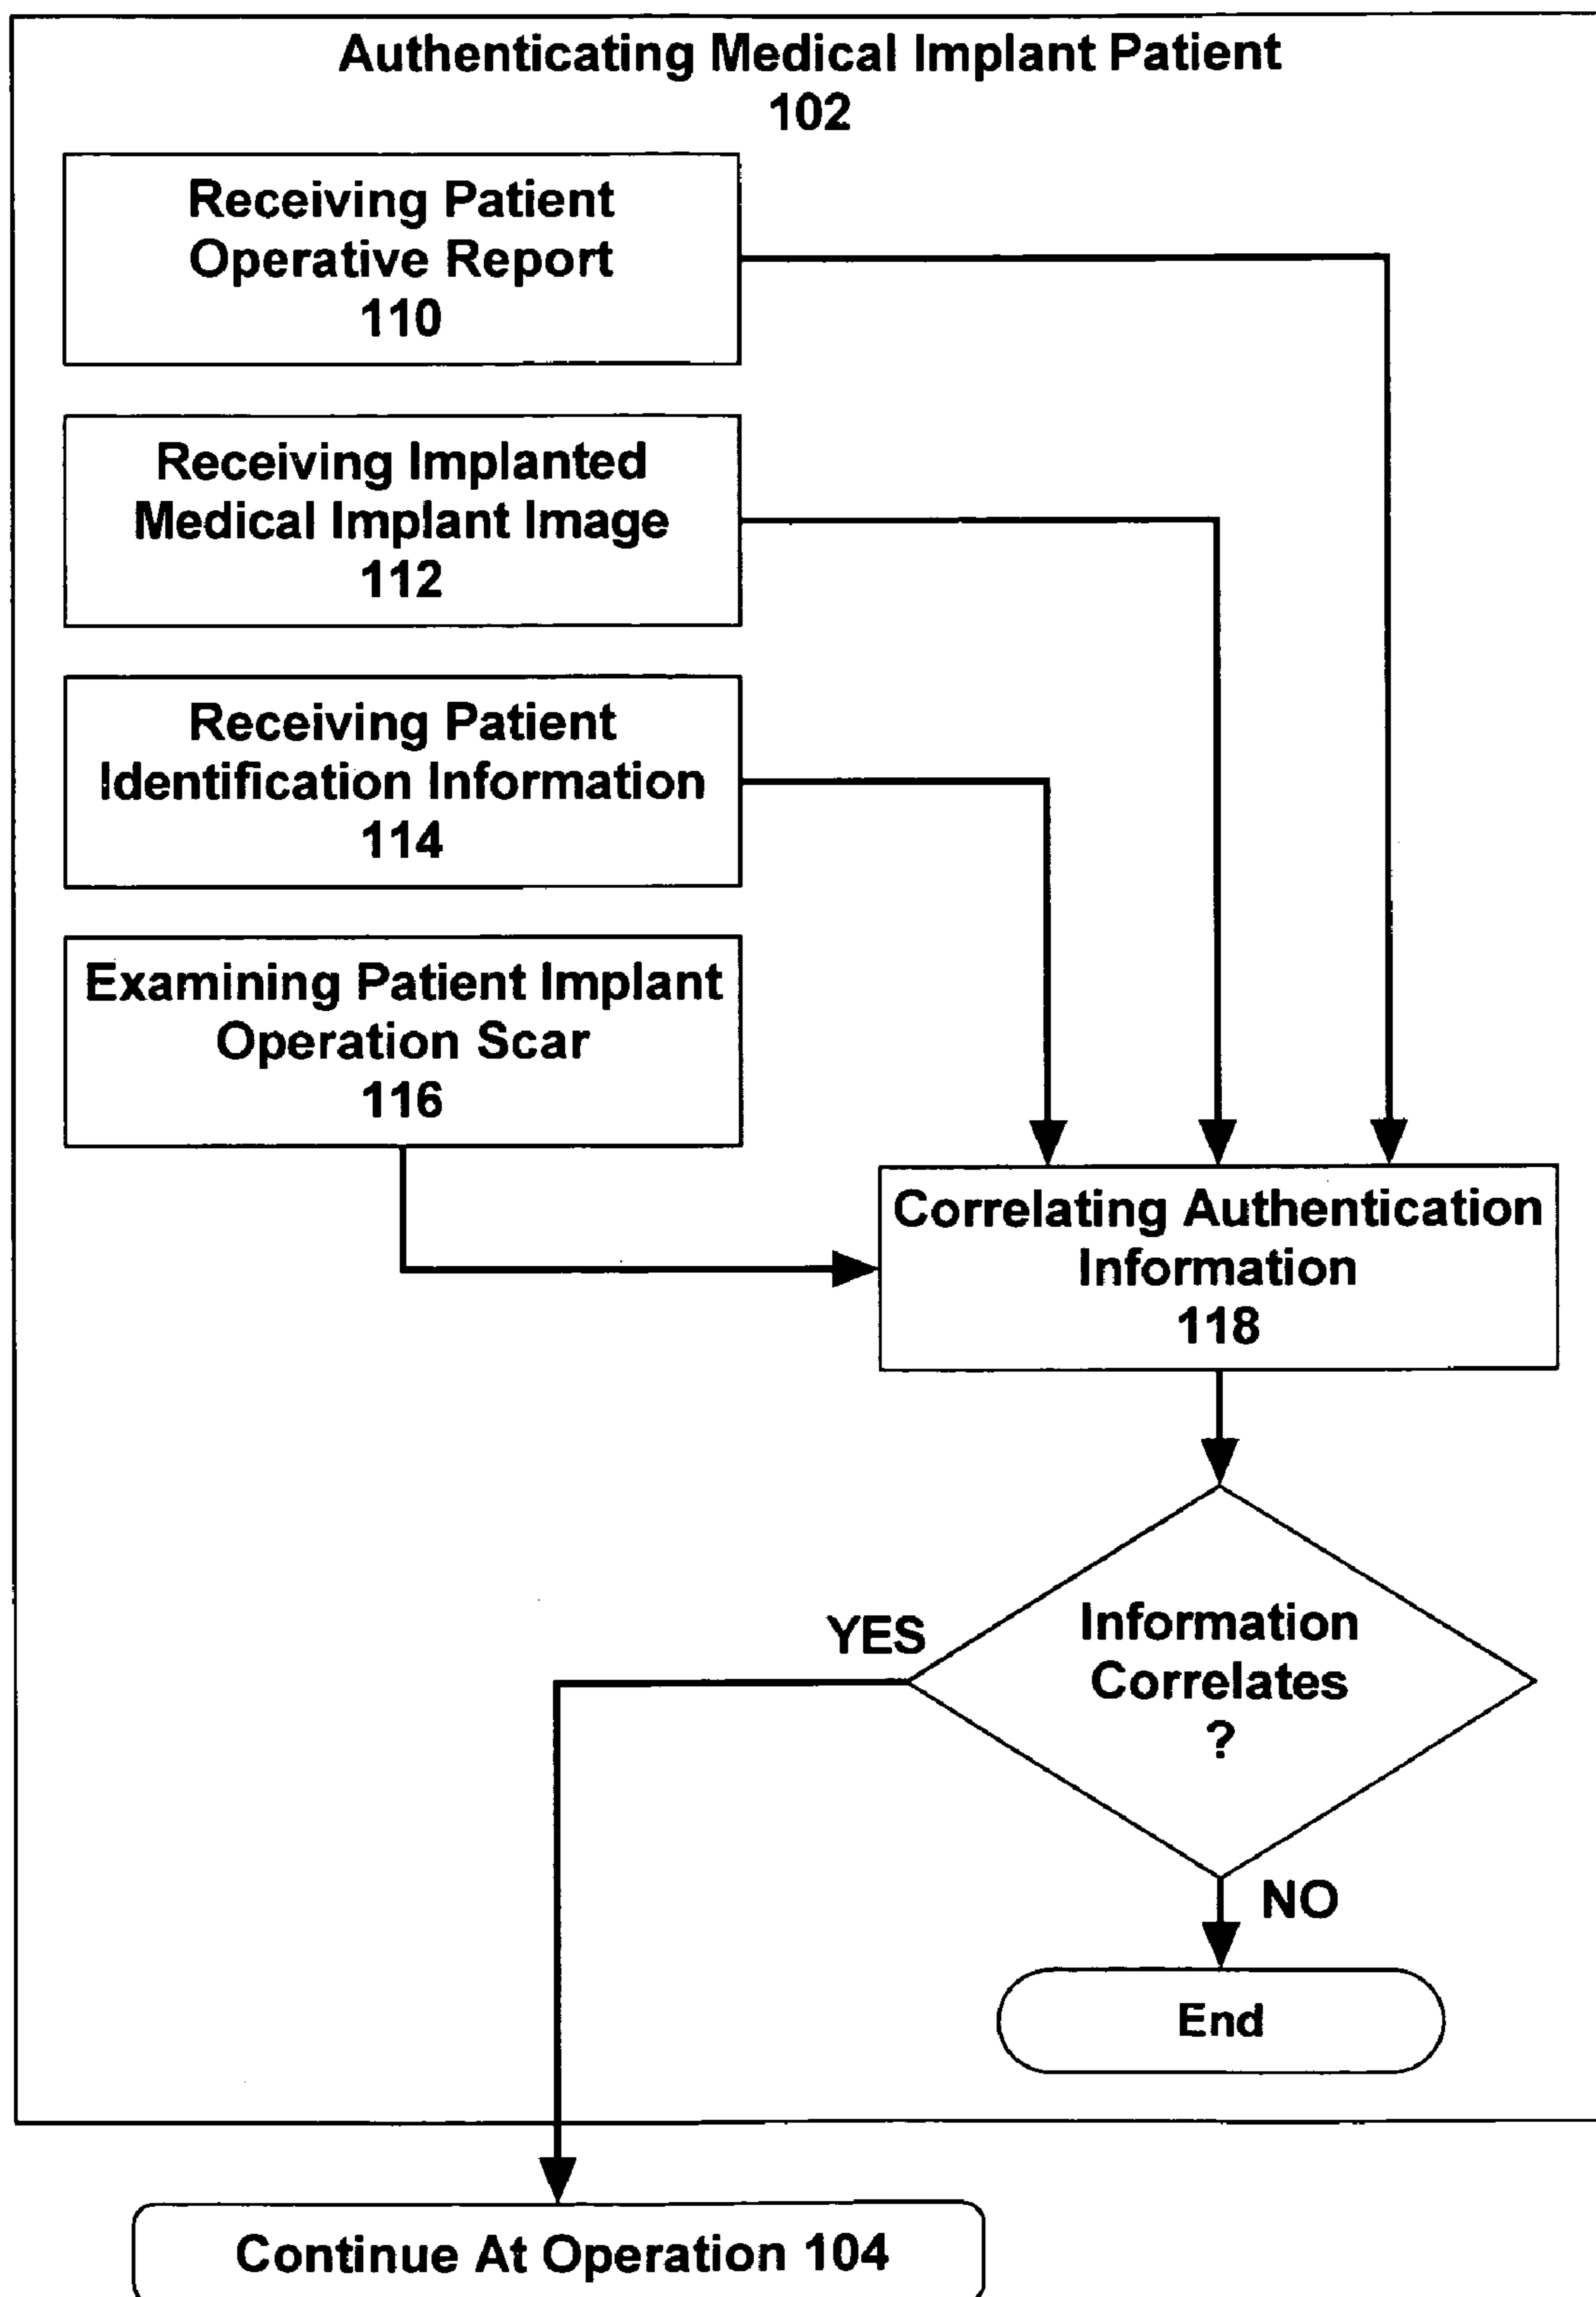 Authenticating Medical Implant Patient
102
Receiving Patient
Operative Report
110
Receiving Implanted
Medical Implant Image
112
Receiving Patient
Identification Information
114
Examining Patient Implant
Operation Scar
116
Correlating Authentication
Information
118
YES
Information
Correlates
?
NO
End
Continue At Operation 104